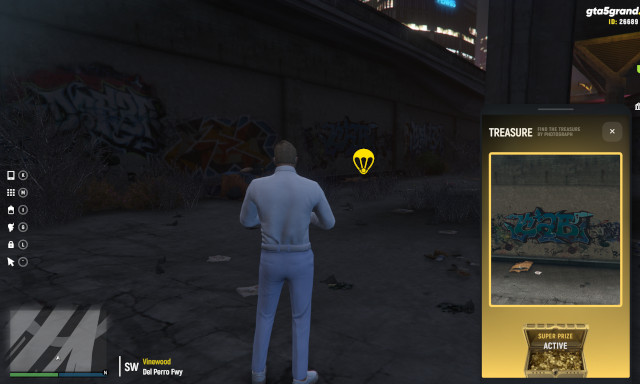 gta5grand.
ID: 26689
TREASURE
FIND THE TREASURE
BY PHOTOGRAPH
×
K
M
I
G
L
~
SUPER PRIZE
ACTIVE
N
SW
Vinewood
Del Perro Fwy